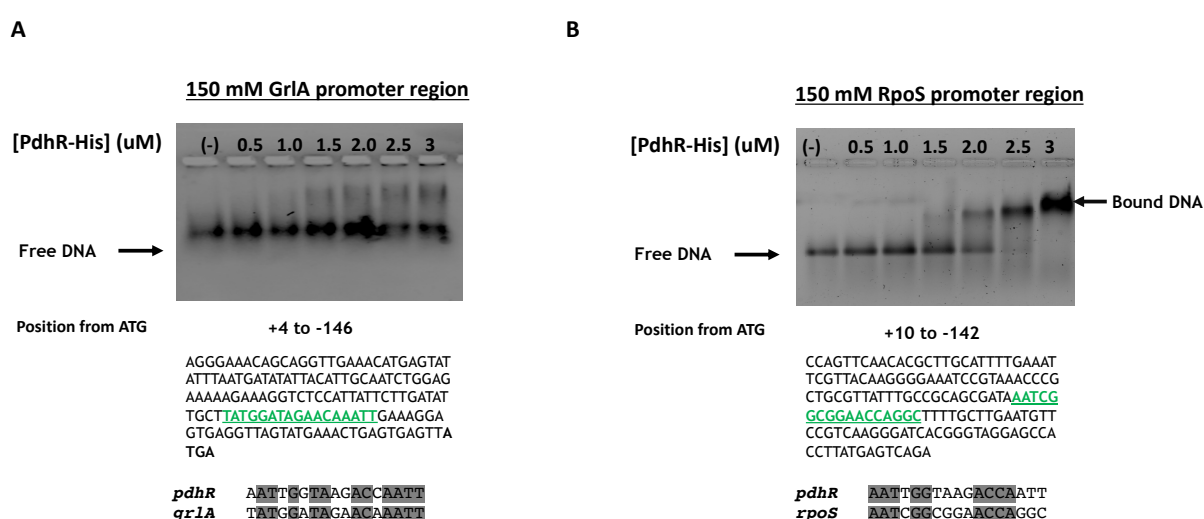 A
150 mM GrlA promoter region
[PdhR-His] (uM)
(-) 0.5 1.0 1.5 2.0 2.5 3
Free DNA
Position from ATG
+4 to -146
AGGGAAACAGCAGGTTGAAACATGAGTAT
ATTTAATGATATATTACATTGCAATCTGGAG
AAAAAGAAAGGTCTCCATTATTCTTGATAT
TGCTTATGGATAGAACAAATTGAAAGGA
GTGAGGTTAGTATGAAACTGAGTGAGTTA
TGA
pdhR AATTGGTAAGACCAATT
grlA TATGGATAGAACAAATT
B
150 mM RpoS promoter region
[PdhR-His] (uM)
(-) 0.5 1.0 1.5 2.0 2.5 3
Bound DNA
Free DNA
Position from ATG
+10 to -142
CCAGTTCAACACGCTTGCATTTTGAAAT
TCGTTACAAGGGGAAATCCGTAAACCCG
CTGCGTTATTTGCCGCAGCGATAAATCG
GCGGAACCAGGCTTTTGCTTGAATGTT
CCGTCAAGGGATCACGGGTAGGAGCCA
CCTTATGAGTCAGA
pdhR AATTGGTAAGACCAATT
rpoS AATCGGCGGAACCAGGC